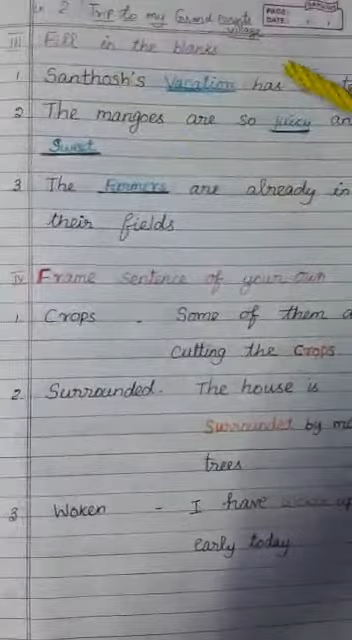 2 Trip to my Grand parents
village
PAGE:
DATE:
III Fill in the blanks
1 Santhosh's Vacation has
2 The mangoes are so juicy an
Sweet
3 The Farmers are already in
their fields
IV Frame sentence of your own
1. Crops - Some of them a
cutting the crops
2. Surrounded - The house is
Surrounded by m
trees
3 Woken - I have woken up
early today